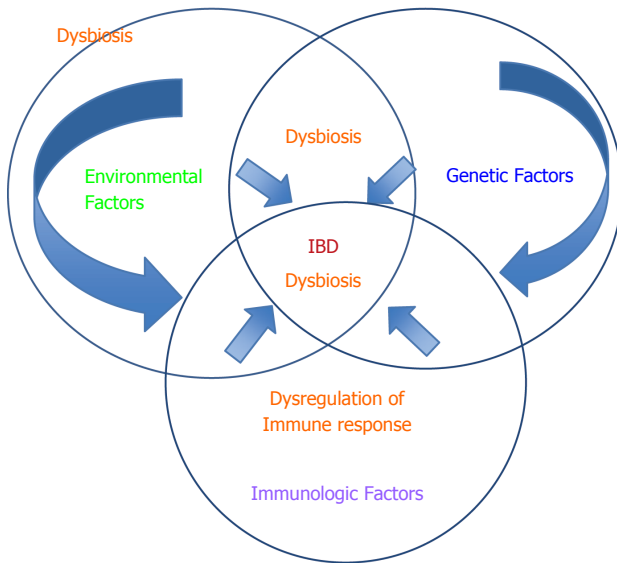 Dysbiosis
Dysbiosis
Environmental
Factors
Genetic Factors
IBD
Dysbiosis
Dysregulation of
Immune response
Immunologic Factors